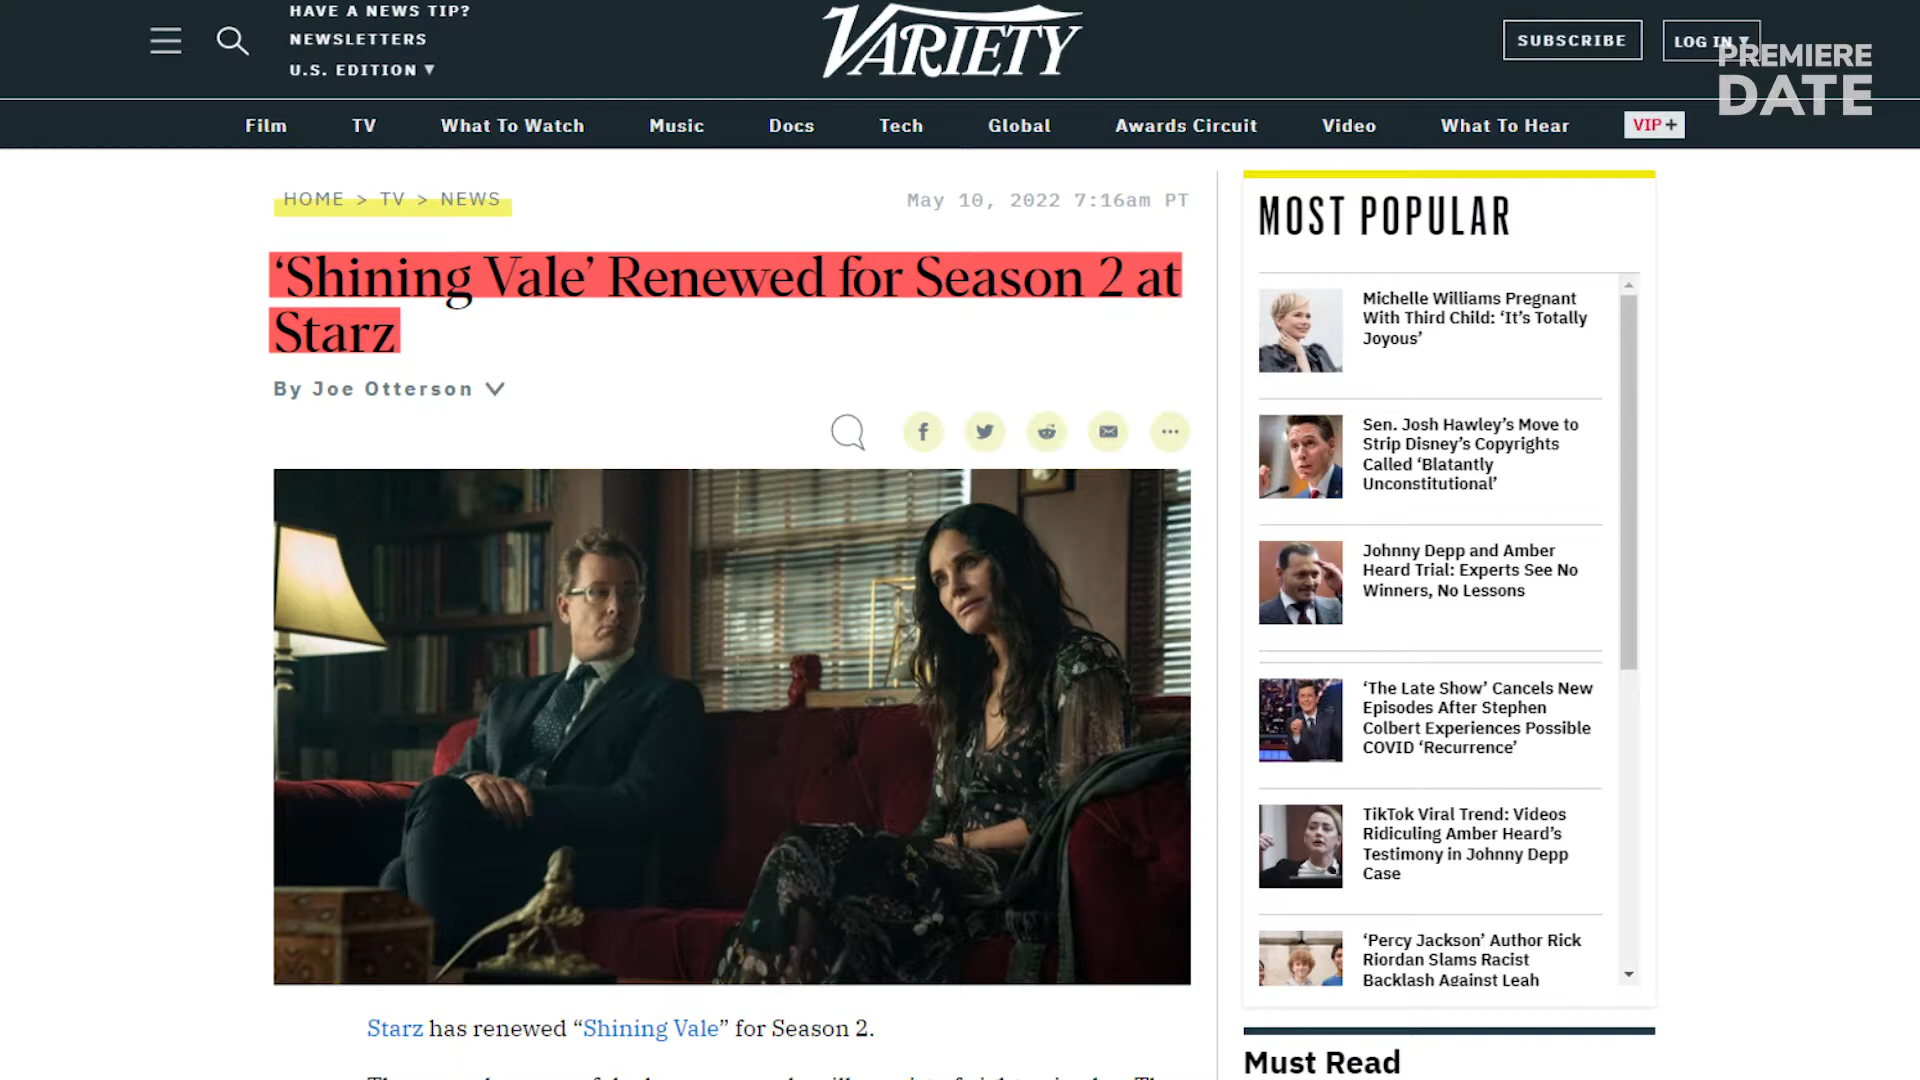 HAVE A NEWS TIP?
NEWSLETTERS
U.S. EDITION ▼
VARIETY
SUBSCRIBE
LOG IN ▼
PREMIERE
DATE
Film TV What To Watch Music Docs Tech Global Awards Circuit Video What To Hear VIP+
HOME > TV > NEWS
May 10, 2022 7:16am PT
‘Shining Vale’ Renewed for Season 2 at
Starz
By Joe Otterson
Starz has renewed “Shining Vale” for Season 2.
MOST POPULAR
Michelle Williams Pregnant
With Third Child: ‘It’s Totally
Joyous’
Sen. Josh Hawley’s Move to
Strip Disney’s Copyrights
Called ‘Blatantly
Unconstitutional’
Johnny Depp and Amber
Heard Trial: Experts See No
Winners, No Lessons
‘The Late Show’ Cancels New
Episodes After Stephen
Colbert Experiences Possible
COVID ‘Recurrence’
TikTok Viral Trend: Videos
Ridiculing Amber Heard’s
Testimony in Johnny Depp
Case
‘Percy Jackson’ Author Rick
Riordan Slams Racist
Backlash Against Leah
Must Read